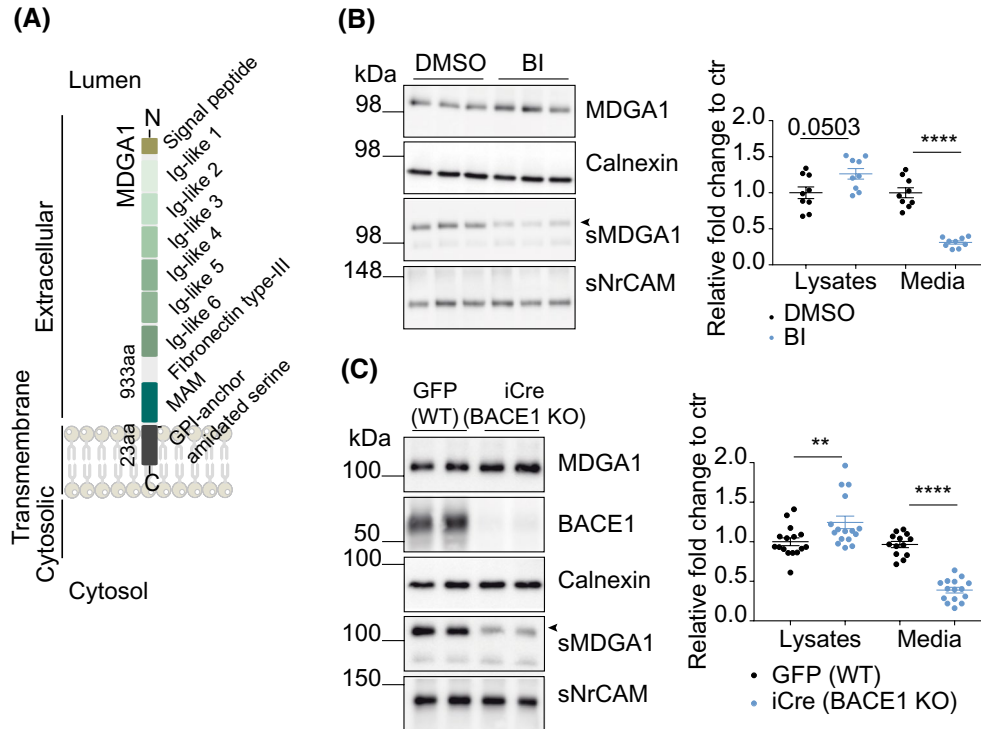 (A)
Lumen
Extracellular
Transmembrane
Cytosolic
MDGA1
933aa
23aa
N
Signal peptide
Ig-like 1
Ig-like 2
Ig-like 3
Ig-like 4
Ig-like 5
Ig-like 6
Fibronectin type-III
MAM
GPI-anchor
amidated serine
C
Cytosol
(B)
kDa
DMSO BI
98 MDGA1
98 Calnexin
98 sMDGA1
148 sNrCAM
Relative fold change to ctr
2.0
1.5
1.0
0.5
0.0
0.0503
****
Lysates Media
DMSO
BI
(C)
GFP iCre
(WT) (BACE1 KO)
kDa
100 MDGA1
50 BACE1
100 Calnexin
100 sMDGA1
150 sNrCAM
Relative fold change to ctr
2.0
1.5
1.0
0.5
0.0
**
****
Lysates Media
GFP (WT)
iCre (BACE1 KO)